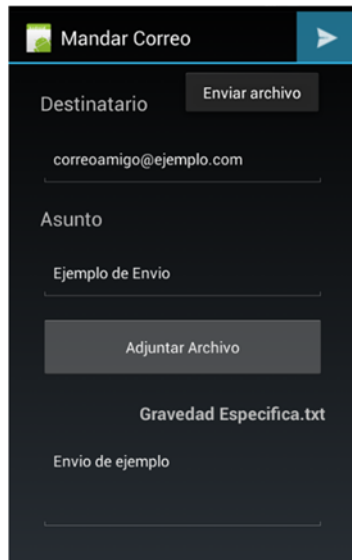 Mandar Correo
Enviar archivo
Destinatario
correoamigo@ejemplo.com
Asunto
Ejemplo de Envio
Adjuntar Archivo
Gravedad Especifica.txt
Envio de ejemplo